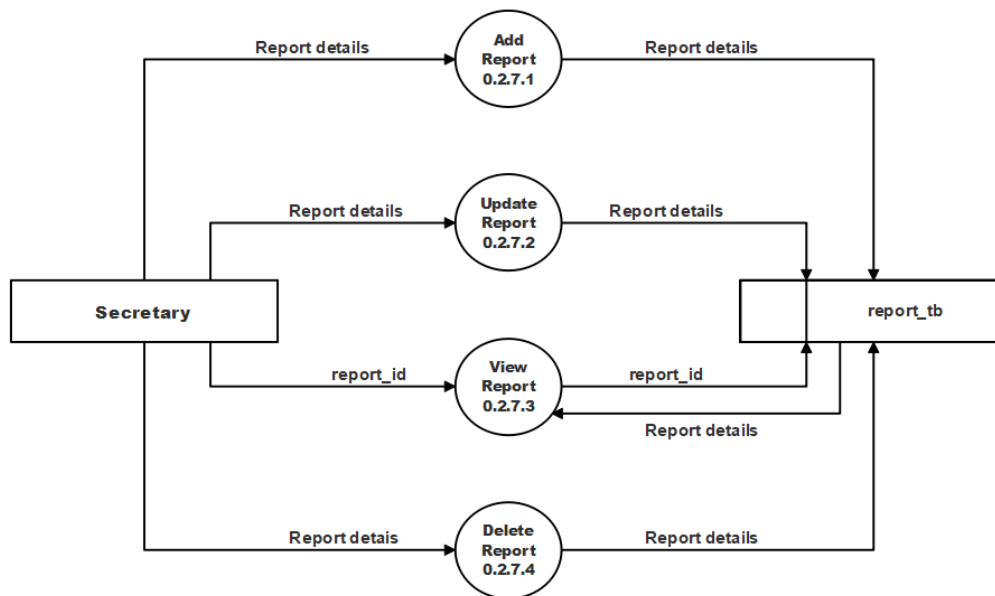 Report details
Add
Report
0.2.7.1
Report details
Report details
Update
Report
0.2.7.2
Report details
Secretary
report_tb
report_id
View
Report
0.2.7.3
report_id
Report details
Report detais
Delete
Report
0.2.7.4
Report details